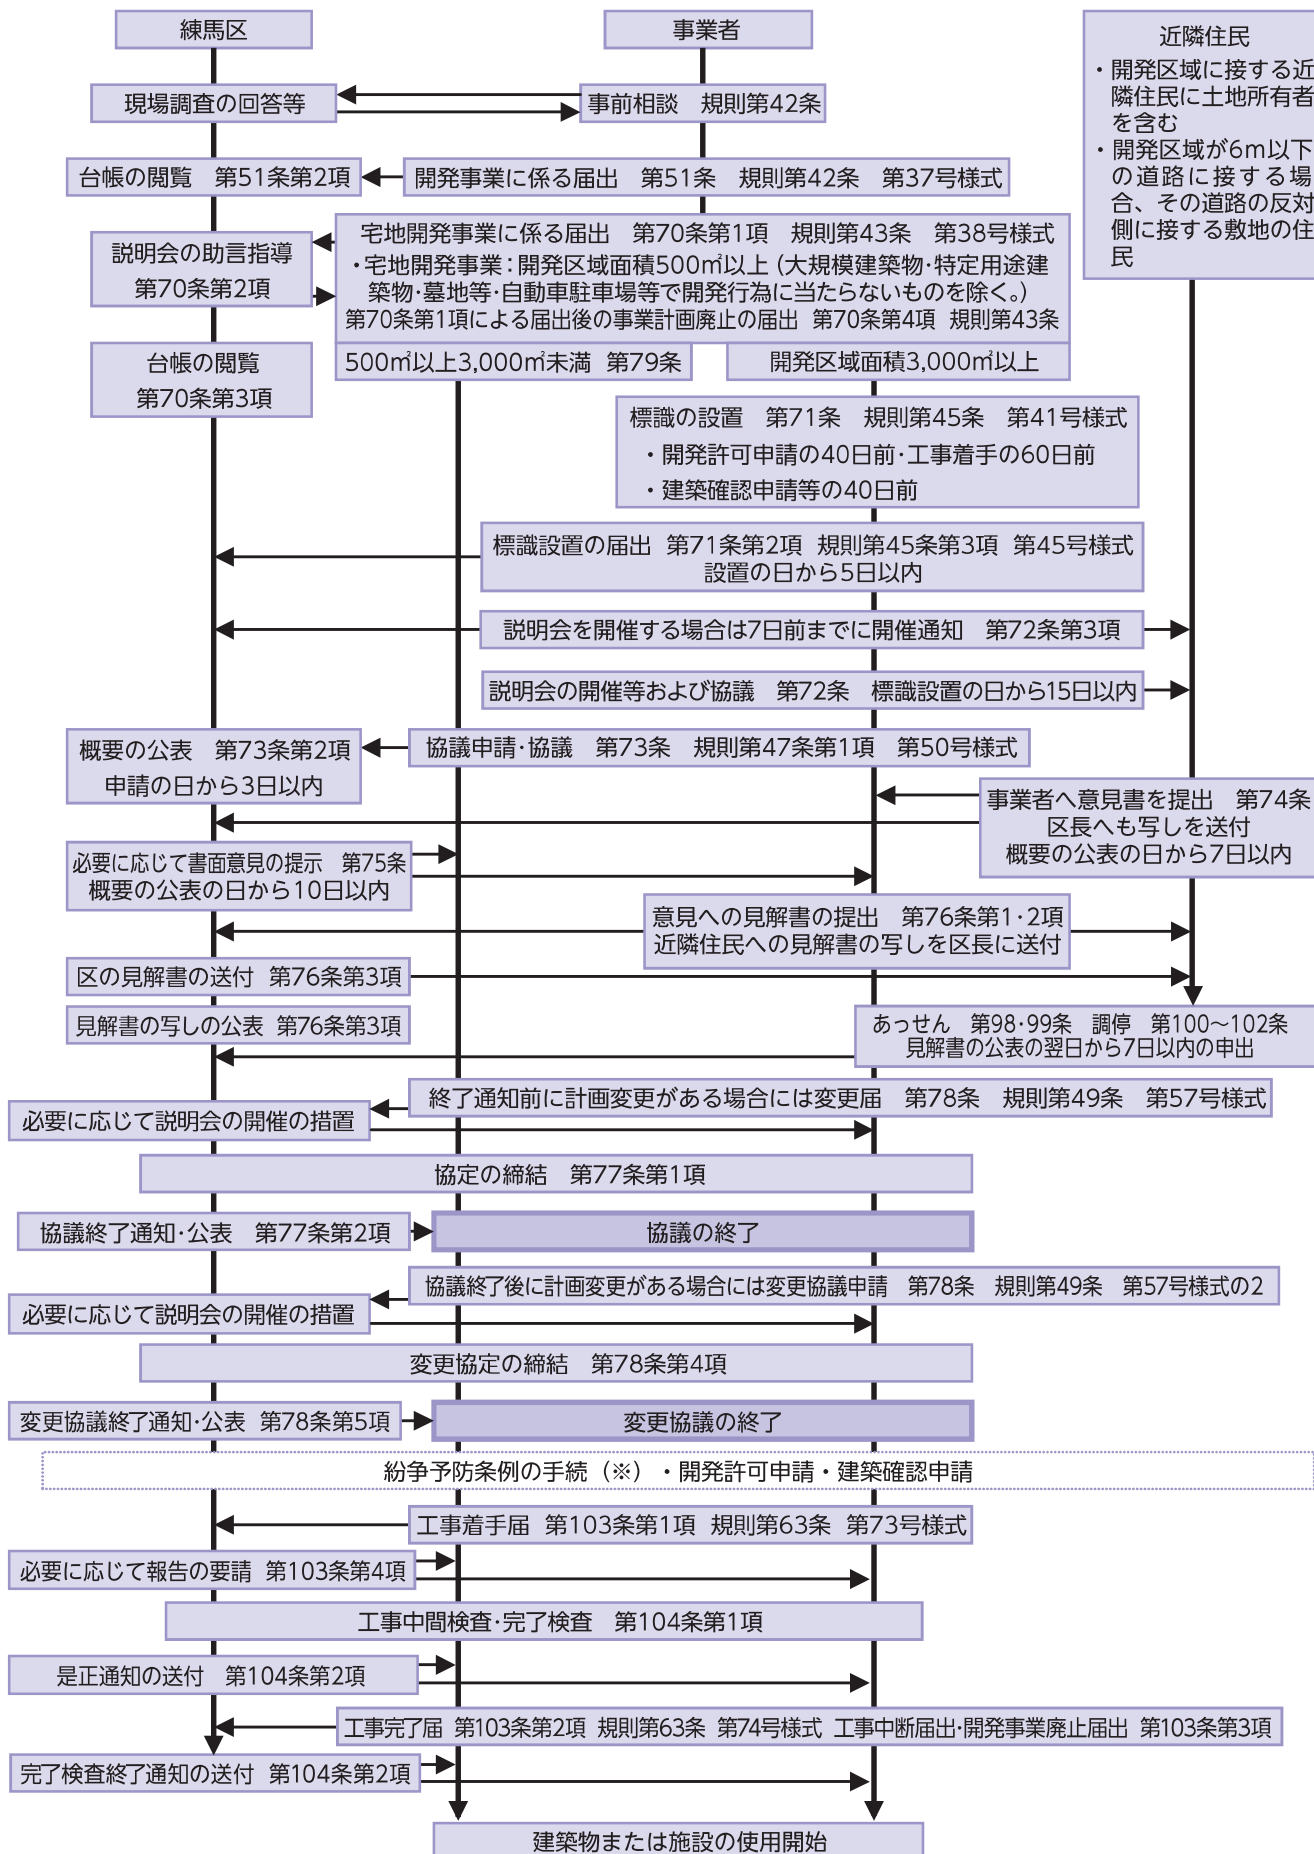 練馬区
事業者
近隣住民
・開発区域に接する近
隣住民に土地所有者
を含む
・開発区域が6m以下
の道路に接する場
合、その道路の反対
側に接する敷地の住
民
現場調査の回答等
事前相談　規則第42条
台帳の閲覧　第51条第2項
開発事業に係る届出　第51条　規則第42条　第37号様式
説明会の助言指導
第70条第2項
宅地開発事業に係る届出　第70条第1項　規則第43条　第38号様式
・宅地開発事業：開発区域面積500㎡以上（大規模建築物・特定用途建
築物・墓地等・自動車駐車場等で開発行為に当たらないものを除く。）
第70条第1項による届出後の事業計画廃止の届出　第70条第4項　規則第43条
台帳の閲覧
第70条第3項
500㎡以上3,000㎡未満　第79条
開発区域面積3,000㎡以上
標識の設置　第71条　規則第45条　第41号様式
・開発許可申請の40日前・工事着手の60日前
・建築確認申請等の40日前
標識設置の届出　第71条第2項　規則第45条第3項　第45号様式
設置の日から5日以内
説明会を開催する場合は7日前までに開催通知　第72条第3項
説明会の開催等および協議　第72条　標識設置の日から15日以内
概要の公表　第73条第2項
申請の日から3日以内
協議申請・協議　第73条　規則第47条第1項　第50号様式
事業者へ意見書を提出　第74条
区長へも写しを送付
概要の公表の日から7日以内
必要に応じて書面意見の提示　第75条
概要の公表の日から10日以内
意見への見解書の提出　第76条第1・2項
近隣住民への見解書の写しを区長に送付
区の見解書の送付　第76条第3項
見解書の写しの公表　第76条第3項
あっせん　第98・99条　調停　第100～102条
見解書の公表の翌日から7日以内の申出
終了通知前に計画変更がある場合には変更届　第78条　規則第49条　第57号様式
必要に応じて説明会の開催の措置
協定の締結　第77条第1項
協議終了通知・公表　第77条第2項
協議の終了
協議終了後に計画変更がある場合には変更協議申請　第78条　規則第49条　第57号様式の2
必要に応じて説明会の開催の措置
変更協定の締結　第78条第4項
変更協議終了通知・公表　第78条第5項
変更協議の終了
紛争予防条例の手続（※）・開発許可申請・建築確認申請
工事着手届　第103条第1項　規則第63条　第73号様式
必要に応じて報告の要請　第103条第4項
工事中間検査・完了検査　第104条第1項
是正通知の送付　第104条第2項
工事完了届　第103条第2項　規則第63条　第74号様式　工事中断届出・開発事業廃止届出　第103条第3項
完了検査終了通知の送付　第104条第2項
建築物または施設の使用開始